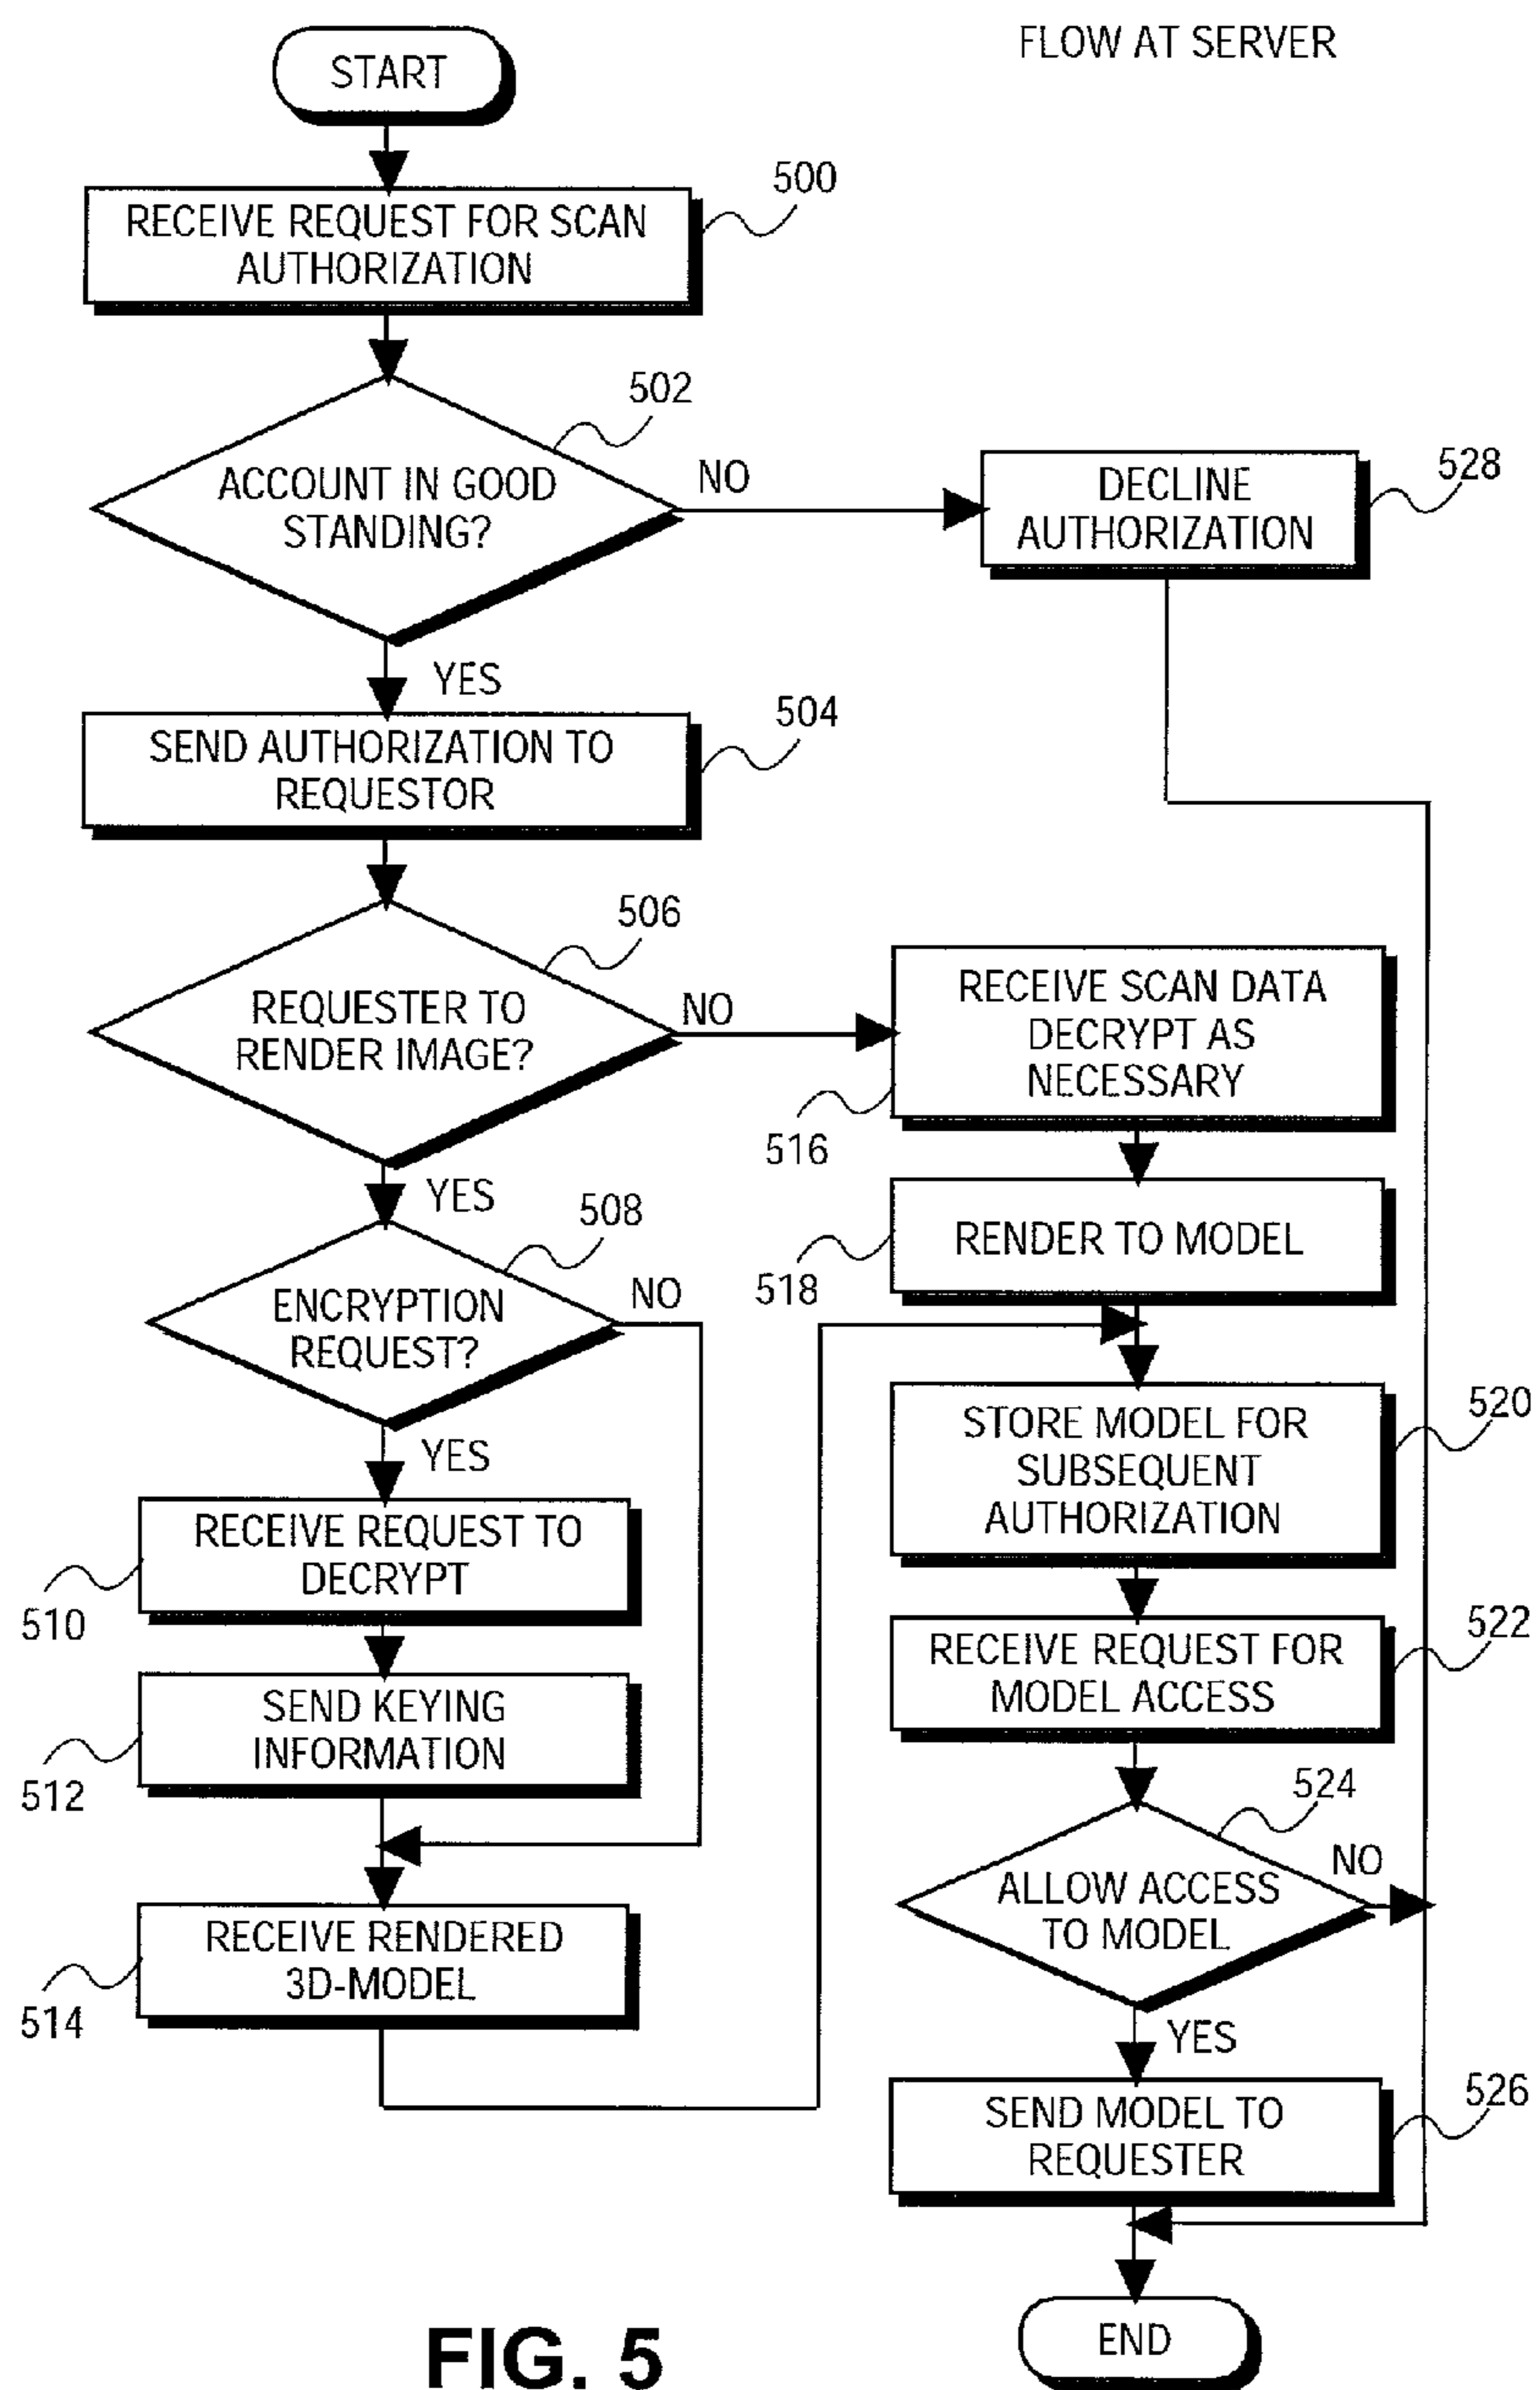 FLOW AT SERVER
START
500
RECEIVE REQUEST FOR SCAN
AUTHORIZATION
502
ACCOUNT IN GOOD
STANDING?
NO
528
DECLINE
AUTHORIZATION
YES
504
SEND AUTHORIZATION TO
REQUESTOR
506
REQUESTER TO
RENDER IMAGE?
NO
RECEIVE SCAN DATA
DECRYPT AS
NECESSARY
516
YES
508
ENCRYPTION
REQUEST?
NO
RENDER TO MODEL
518
YES
520
STORE MODEL FOR
SUBSEQUENT
AUTHORIZATION
RECEIVE REQUEST TO
DECRYPT
510
522
RECEIVE REQUEST FOR
MODEL ACCESS
SEND KEYING
INFORMATION
512
524
ALLOW ACCESS
TO MODEL
NO
RECEIVE RENDERED
3D-MODEL
514
YES
526
SEND MODEL TO
REQUESTER
END
FIG. 5